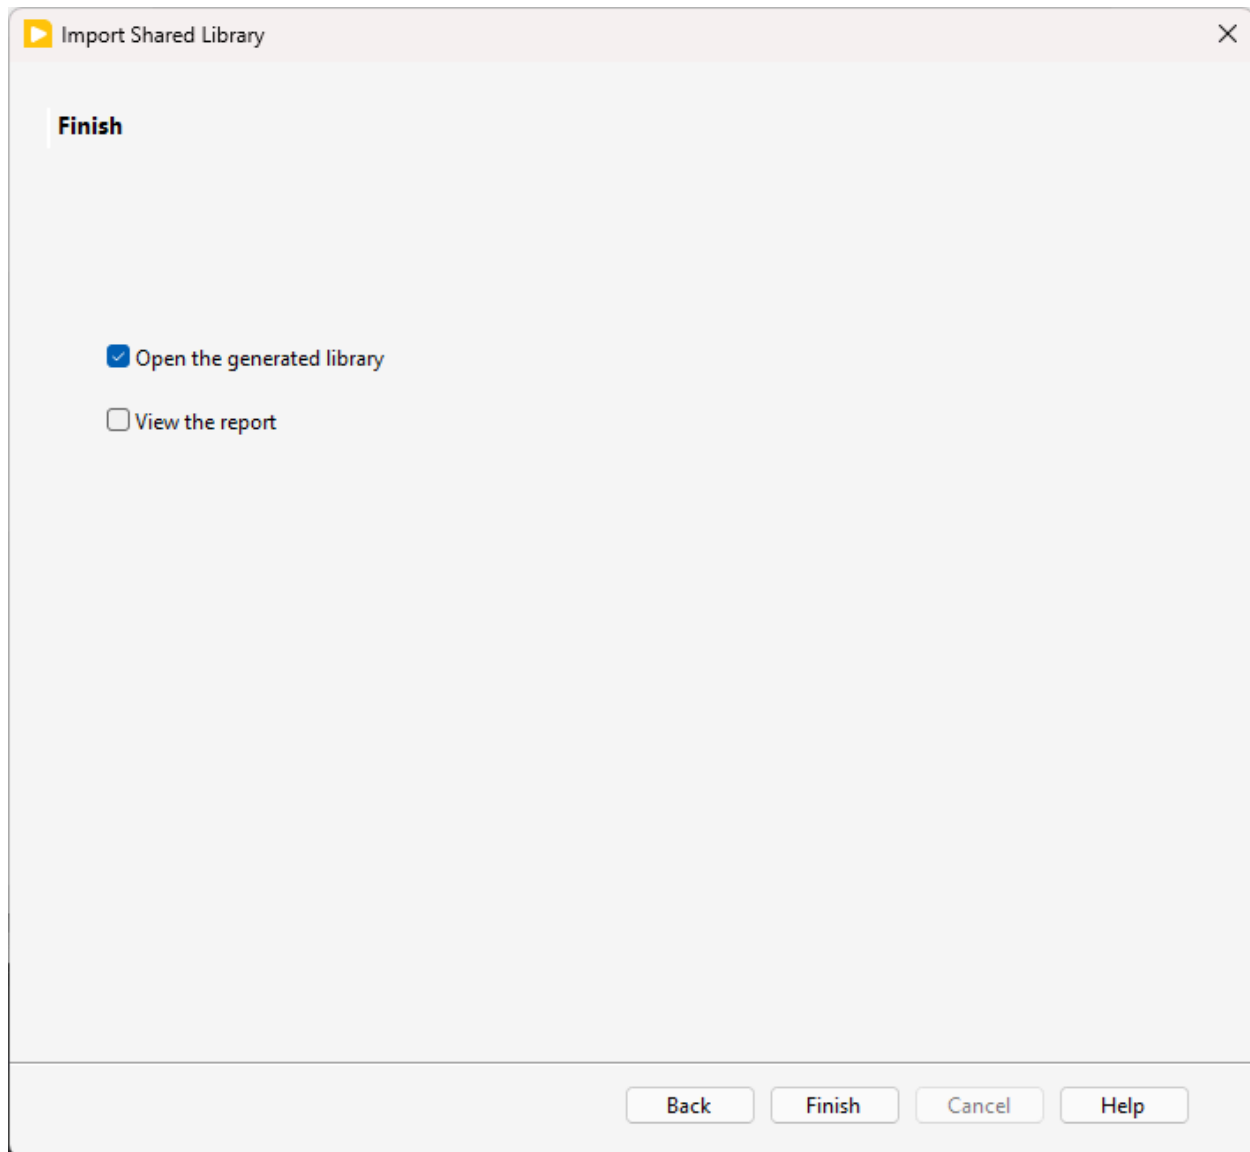 Import Shared Library
Finish
Open the generated library
View the report
Back Finish Cancel Help